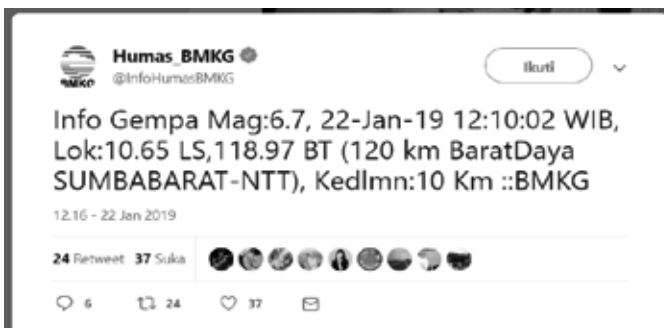 Humas_BMKG
@InfoHumasBMKG
BMKG
Ikuti
Info Gempa Mag:6.7, 22-Jan-19 12:10:02 WIB,
Lok:10.65 LS,118.97 BT (120 km BaratDaya
SUMBABARAT-NTT), Kedlmn:10 Km ::BMKG
12.16 - 22 Jan 2019
24 Retweet 37 Suka
6 24 37